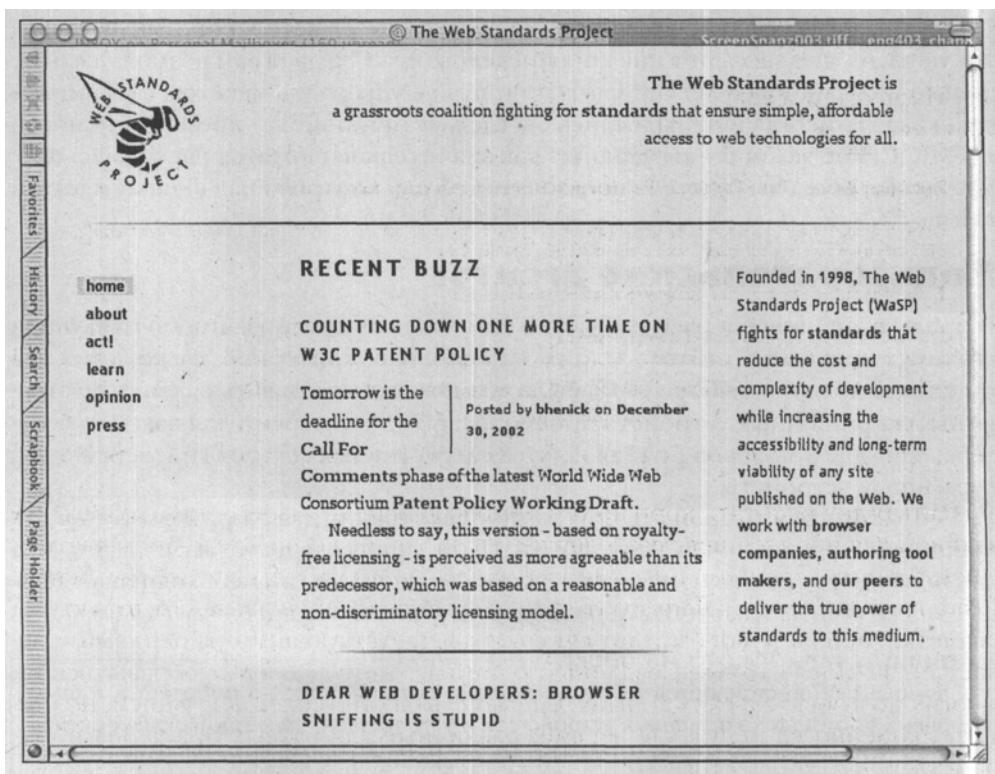 The Web Standards Project
WEB STANDARDS
PROJECT
The Web Standards Project is
a grassroots coalition fighting for standards that ensure simple, affordable
access to web technologies for all.
Favorites
History
Search
Scrapbook
Page Holder
home
about
act!
learn
opinion
press
RECENT BUZZ
COUNTING DOWN ONE MORE TIME ON
W3C PATENT POLICY
Tomorrow is the
deadline for the
Call For
Posted by bhenick on December
30, 2002
Comments phase of the latest World Wide Web
Consortium Patent Policy Working Draft.
Needless to say, this version - based on royalty-
free licensing - is perceived as more agreeable than its
predecessor, which was based on a reasonable and
non-discriminatory licensing model.
DEAR WEB DEVELOPERS: BROWSER
SNIFFING IS STUPID
Founded in 1998, The Web
Standards Project (WaSP)
fights for standards that
reduce the cost and
complexity of development
while increasing the
accessibility and long-term
viability of any site
published on the Web. We
work with browser
companies, authoring tool
makers, and our peers to
deliver the true power of
standards to this medium.